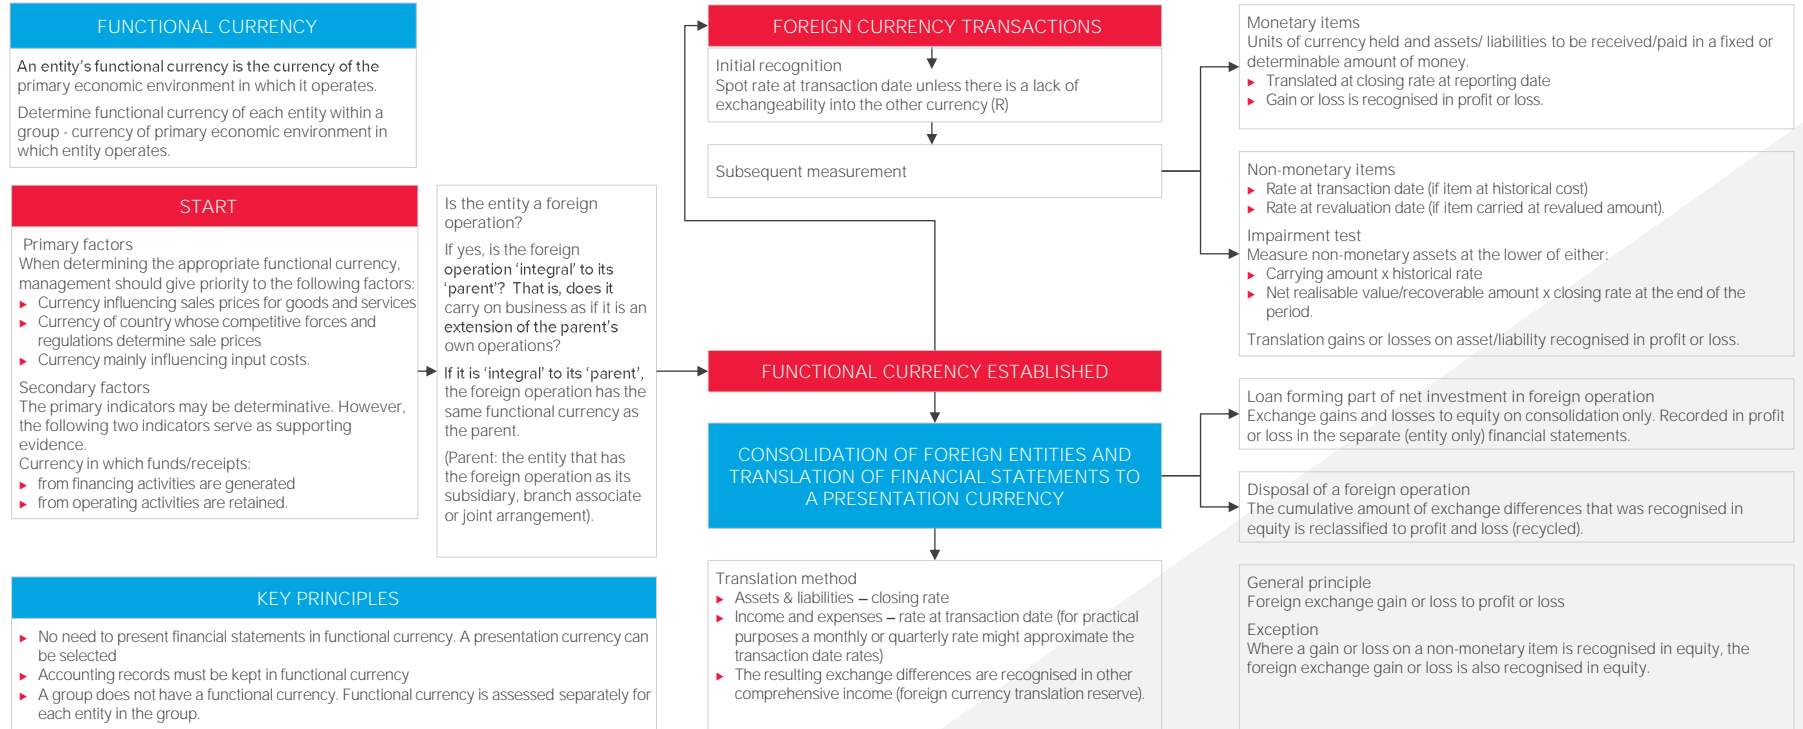 FUNCTIONAL CURRENCY
An entity's functional currency is the currency of the
primary economic environment in which it operates.
Determine functional currency of each entity within a
group - currency of primary economic environment in
which entity operates.
START
Primary factors
When determining the appropriate functional currency,
management should give priority to the following factors:
► Currency influencing sales prices for goods and services
► Currency of country whose competitive forces and
regulations determine sale prices
► Currency mainly influencing input costs.
Secondary factors
The primary indicators may be determinative. However,
the following two indicators serve as supporting
evidence.
Currency in which funds/receipts:
► from financing activities are generated
► from operating activities are retained.
Is the entity a foreign
operation?
If yes, is the foreign
operation 'integral' to its
'parent'? That is, does it
carry on business as if it is an
extension of the parent's
own operations?
If it is 'integral' to its 'parent',
the foreign operation has the
same functional currency as
the parent.
(Parent: the entity that has
the foreign operation as its
subsidiary, branch associate
or joint arrangement).
KEY PRINCIPLES
► No need to present financial statements in functional currency. A presentation currency can
be selected
► Accounting records must be kept in functional currency
► A group does not have a functional currency. Functional currency is assessed separately for
each entity in the group.
FOREIGN CURRENCY TRANSACTIONS
Initial recognition
Spot rate at transaction date unless there is a lack of
exchangeability into the other currency (R)
Subsequent measurement
FUNCTIONAL CURRENCY ESTABLISHED
CONSOLIDATION OF FOREIGN ENTITIES AND
TRANSLATION OF FINANCIAL STATEMENTS TO
A PRESENTATION CURRENCY
Translation method
► Assets & liabilities – closing rate
► Income and expenses – rate at transaction date (for practical
purposes a monthly or quarterly rate might approximate the
transaction date rates)
► The resulting exchange differences are recognised in other
comprehensive income (foreign currency translation reserve).
Monetary items
Units of currency held and assets/ liabilities to be received/paid in a fixed or
determinable amount of money.
► Translated at closing rate at reporting date
► Gain or loss is recognised in profit or loss.
Non-monetary items
► Rate at transaction date (if item at historical cost)
► Rate at revaluation date (if item carried at revalued amount).
Impairment test
Measure non-monetary assets at the lower of either:
► Carrying amount x historical rate
► Net realisable value/recoverable amount x closing rate at the end of the
period.
Translation gains or losses on asset/liability recognised in profit or loss.
Loan forming part of net investment in foreign operation
Exchange gains and losses to equity on consolidation only. Recorded in profit
or loss in the separate (entity only) financial statements.
Disposal of a foreign operation
The cumulative amount of exchange differences that was recognised in
equity is reclassified to profit and loss (recycled).
General principle
Foreign exchange gain or loss to profit or loss
Exception
Where a gain or loss on a non-monetary item is recognised in equity, the
foreign exchange gain or loss is also recognised in equity.